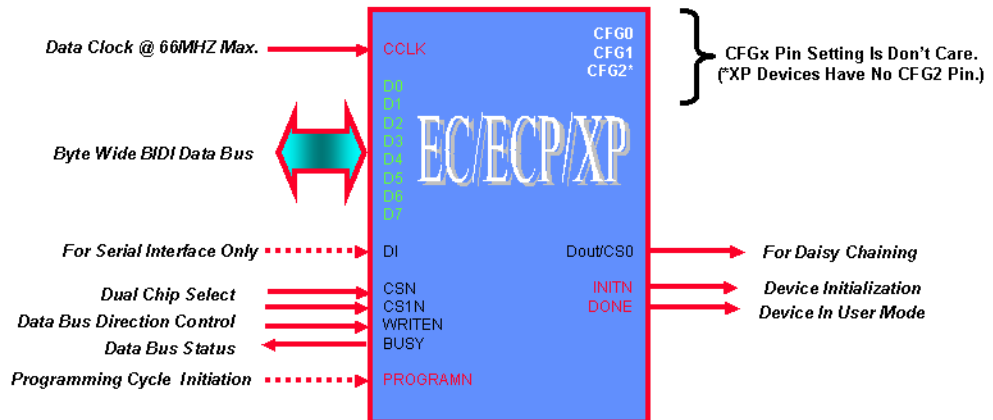 Data Clock @ 66MHZ Max.
CCLK
CFG0
CFG1
CFG2*
CFGx Pin Setting Is Don't Care.
(*XP Devices Have No CFG2 Pin.)
D0
D1
D2
D3
D4
D5
D6
D7
Byte Wide BIDI Data Bus
EC/ECP/XP
For Serial Interface Only
DI
Dout/CS0
For Daisy Chaining
Dual Chip Select
CSN
CS1N
INITN
Device Initialization
Data Bus Direction Control
WRITEN
DONE
Device In User Mode
Data Bus Status
BUSY
Programming Cycle Initiation
PROGRAMN